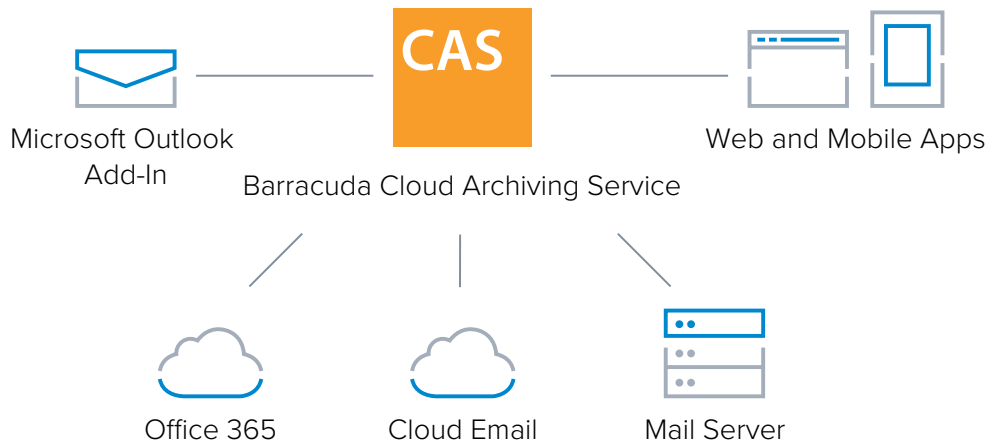 CAS
Microsoft Outlook
Add-In
Web and Mobile Apps
Barracuda Cloud Archiving Service
Office 365
Cloud Email
Mail Server